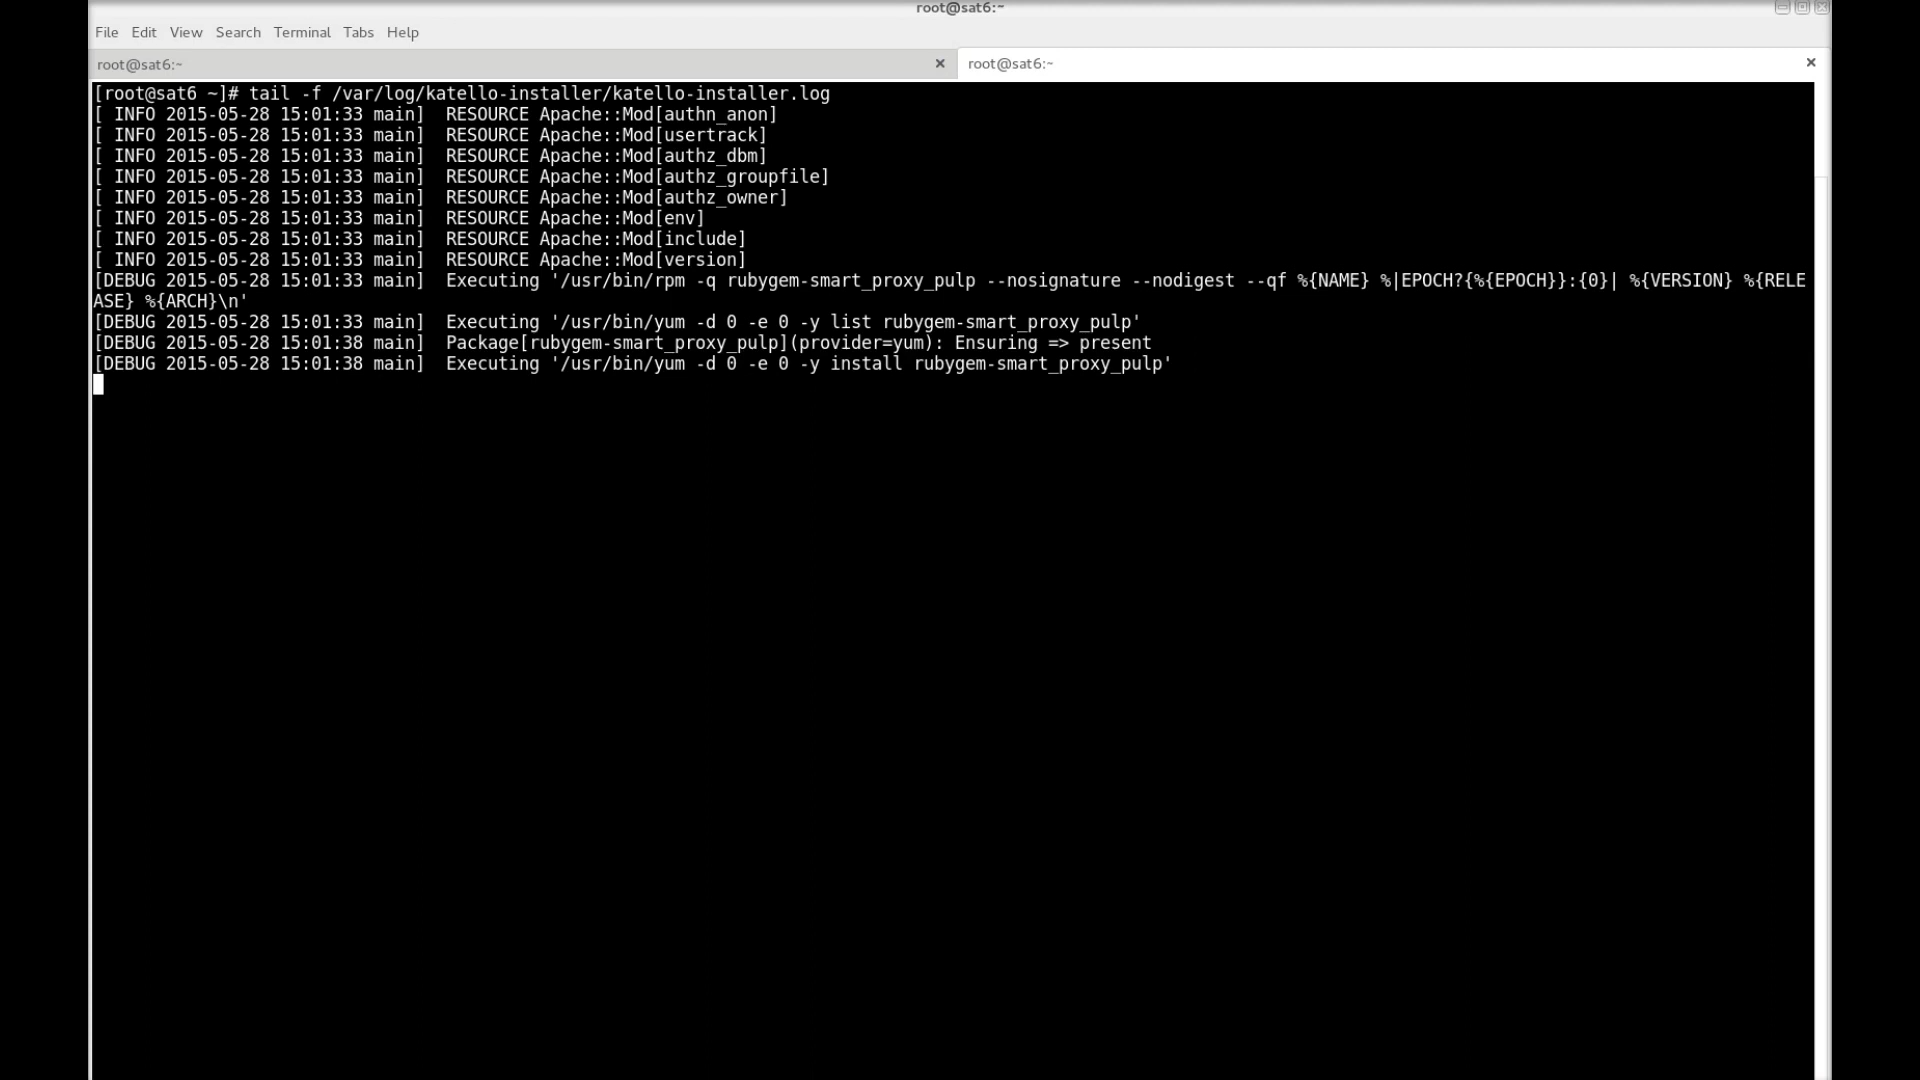 root@sat6:~
File Edit View Search Terminal Tabs Help
root@sat6:~ × root@sat6:~ ×
[root@sat6 ~]# tail -f /var/log/katello-installer/katello-installer.log
[ INFO 2015-05-28 15:01:33 main]  RESOURCE Apache::Mod[authn_anon]
[ INFO 2015-05-28 15:01:33 main]  RESOURCE Apache::Mod[usertrack]
[ INFO 2015-05-28 15:01:33 main]  RESOURCE Apache::Mod[authz_dbm]
[ INFO 2015-05-28 15:01:33 main]  RESOURCE Apache::Mod[authz_groupfile]
[ INFO 2015-05-28 15:01:33 main]  RESOURCE Apache::Mod[authz_owner]
[ INFO 2015-05-28 15:01:33 main]  RESOURCE Apache::Mod[env]
[ INFO 2015-05-28 15:01:33 main]  RESOURCE Apache::Mod[include]
[ INFO 2015-05-28 15:01:33 main]  RESOURCE Apache::Mod[version]
[DEBUG 2015-05-28 15:01:33 main]  Executing '/usr/bin/rpm -q rubygem-smart_proxy_pulp --nosignature --nodigest --qf %{NAME} %|EPOCH?{%{EPOCH}}:{0}| %{VERSION} %{RELE
ASE} %{ARCH}\n'
[DEBUG 2015-05-28 15:01:33 main]  Executing '/usr/bin/yum -d 0 -e 0 -y list rubygem-smart_proxy_pulp'
[DEBUG 2015-05-28 15:01:38 main]  Package[rubygem-smart_proxy_pulp](provider=yum): Ensuring => present
[DEBUG 2015-05-28 15:01:38 main]  Executing '/usr/bin/yum -d 0 -e 0 -y install rubygem-smart_proxy_pulp'